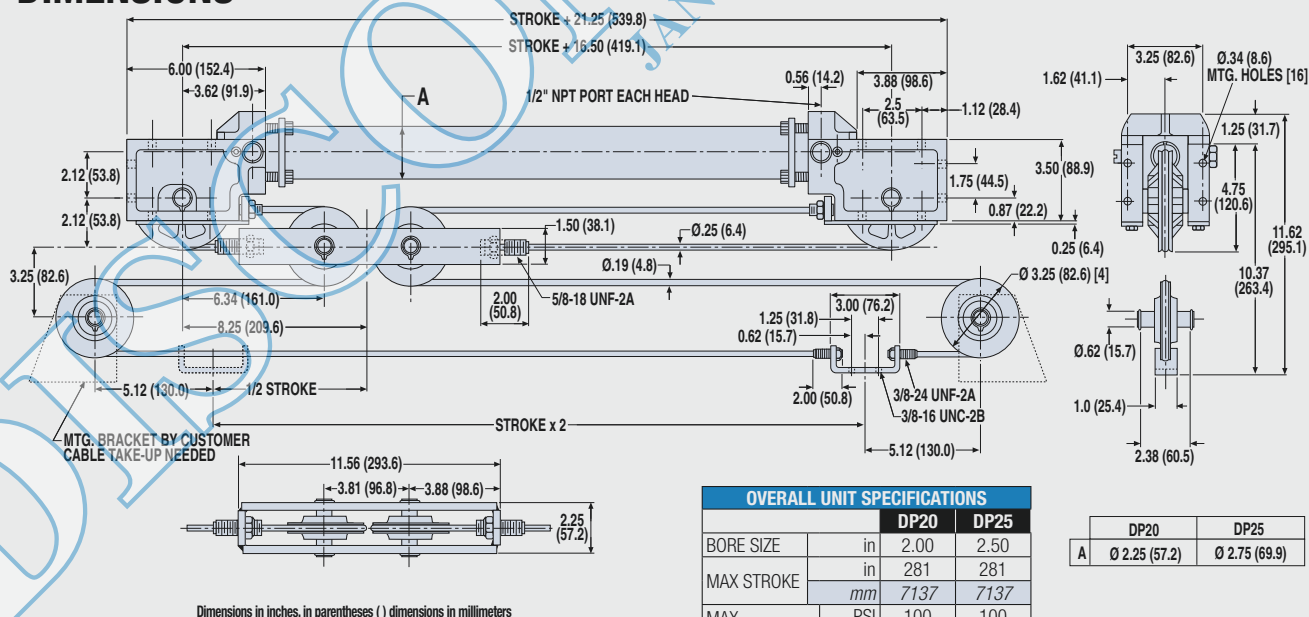 DIMENSIONS
STROKE + 21.25 (539.8)
STROKE + 16.50 (419.1)
6.00 (152.4)
3.62 (91.9)
A
1/2" NPT PORT EACH HEAD
0.56 (14.2)
3.88 (98.6)
2.5
(63.5)
1.12 (28.4)
2.12 (53.8)
2.12 (53.8)
3.50 (88.9)
1.75 (44.5)
0.87 (22.2)
0.25 (6.4)
1.50 (38.1)
Ø.25 (6.4)
Ø.19 (4.8)
3.25 (82.6)
6.34 (161.0)
8.25 (209.6)
2.00
(50.8)
5/8-18 UNF-2A
3.00 (76.2)
1.25 (31.8)
0.62 (15.7)
Ø 3.25 (82.6) [4]
5.12 (130.0)
1/2 STROKE
2.00 (50.8)
3/8-24 UNF-2A
3/8-16 UNC-2B
STROKE x 2
5.12 (130.0)
MTG. BRACKET BY CUSTOMER
CABLE TAKE-UP NEEDED
3.25 (82.6)
1.62 (41.1)
Ø.34 (8.6)
MTG. HOLES [16]
1.25 (31.7)
4.75
(120.6)
11.62
(295.1)
10.37
(263.4)
Ø.62 (15.7)
1.0 (25.4)
2.38 (60.5)
11.56 (293.6)
3.81 (96.8)
3.88 (98.6)
2.25
(57.2)
Dimensions in inches, in parentheses ( ) dimensions in millimeters
OVERALL UNIT SPECIFICATIONS
DP20 DP25
BORE SIZE in 2.00 2.50
MAX STROKE in 281 281
mm 7137 7137
MAX PSI 100 100
DP20 DP25
A Ø 2.25 (57.2) Ø 2.75 (69.9)
DISCO
JAN